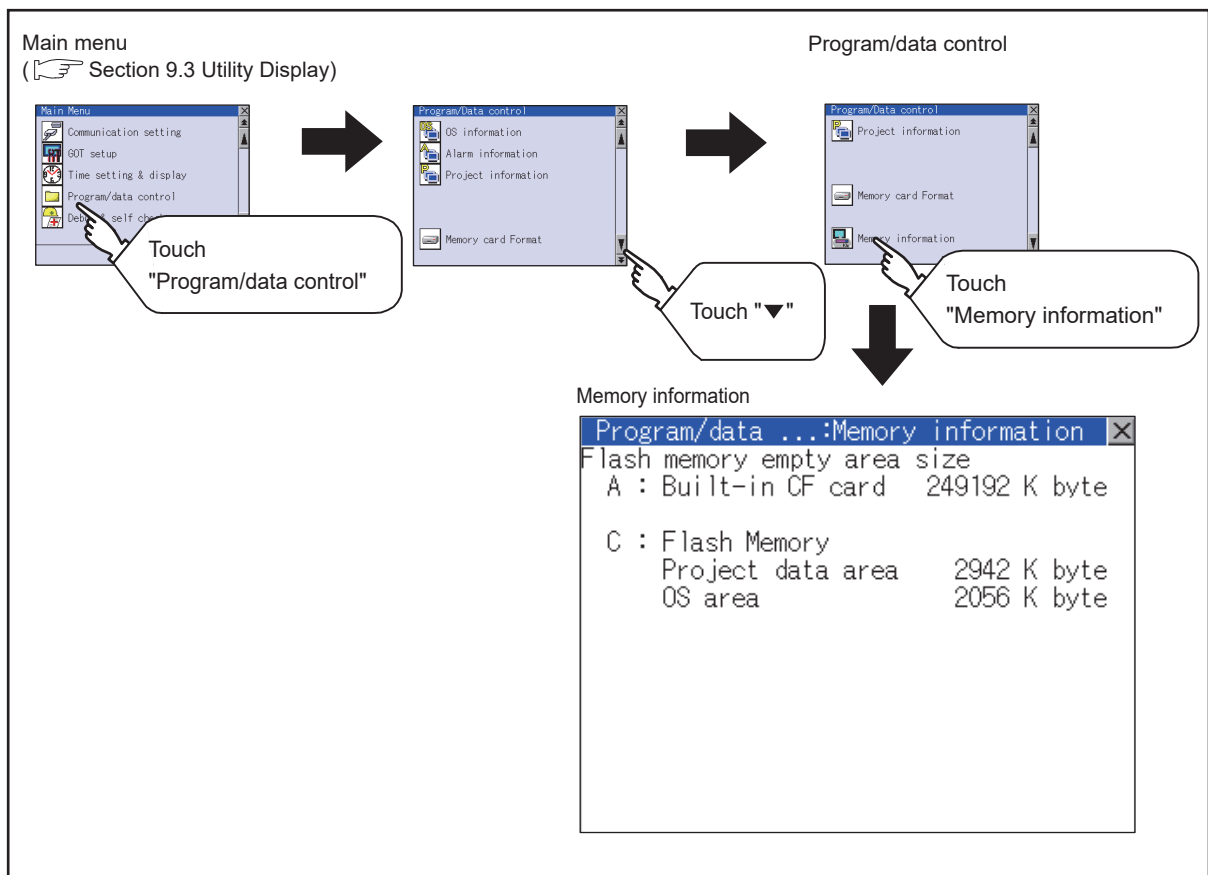 Main menu
( Section 9.3 Utility Display)
Program/data control
Main Menu
Communication setting
GOT setup
Time setting & display
Program/data control
Debug & self che
Touch
"Program/data control"
Program/Data control
OS information
Alarm information
Project information
Memory card Format
Touch "▼"
Program/Data control
Project information
Memory card Format
Memory information
Touch
"Memory information"
Memory information
Program/data ...:Memory information
Flash memory empty area size
A : Built-in CF card 249192 K byte
C : Flash Memory
Project data area 2942 K byte
OS area 2056 K byte